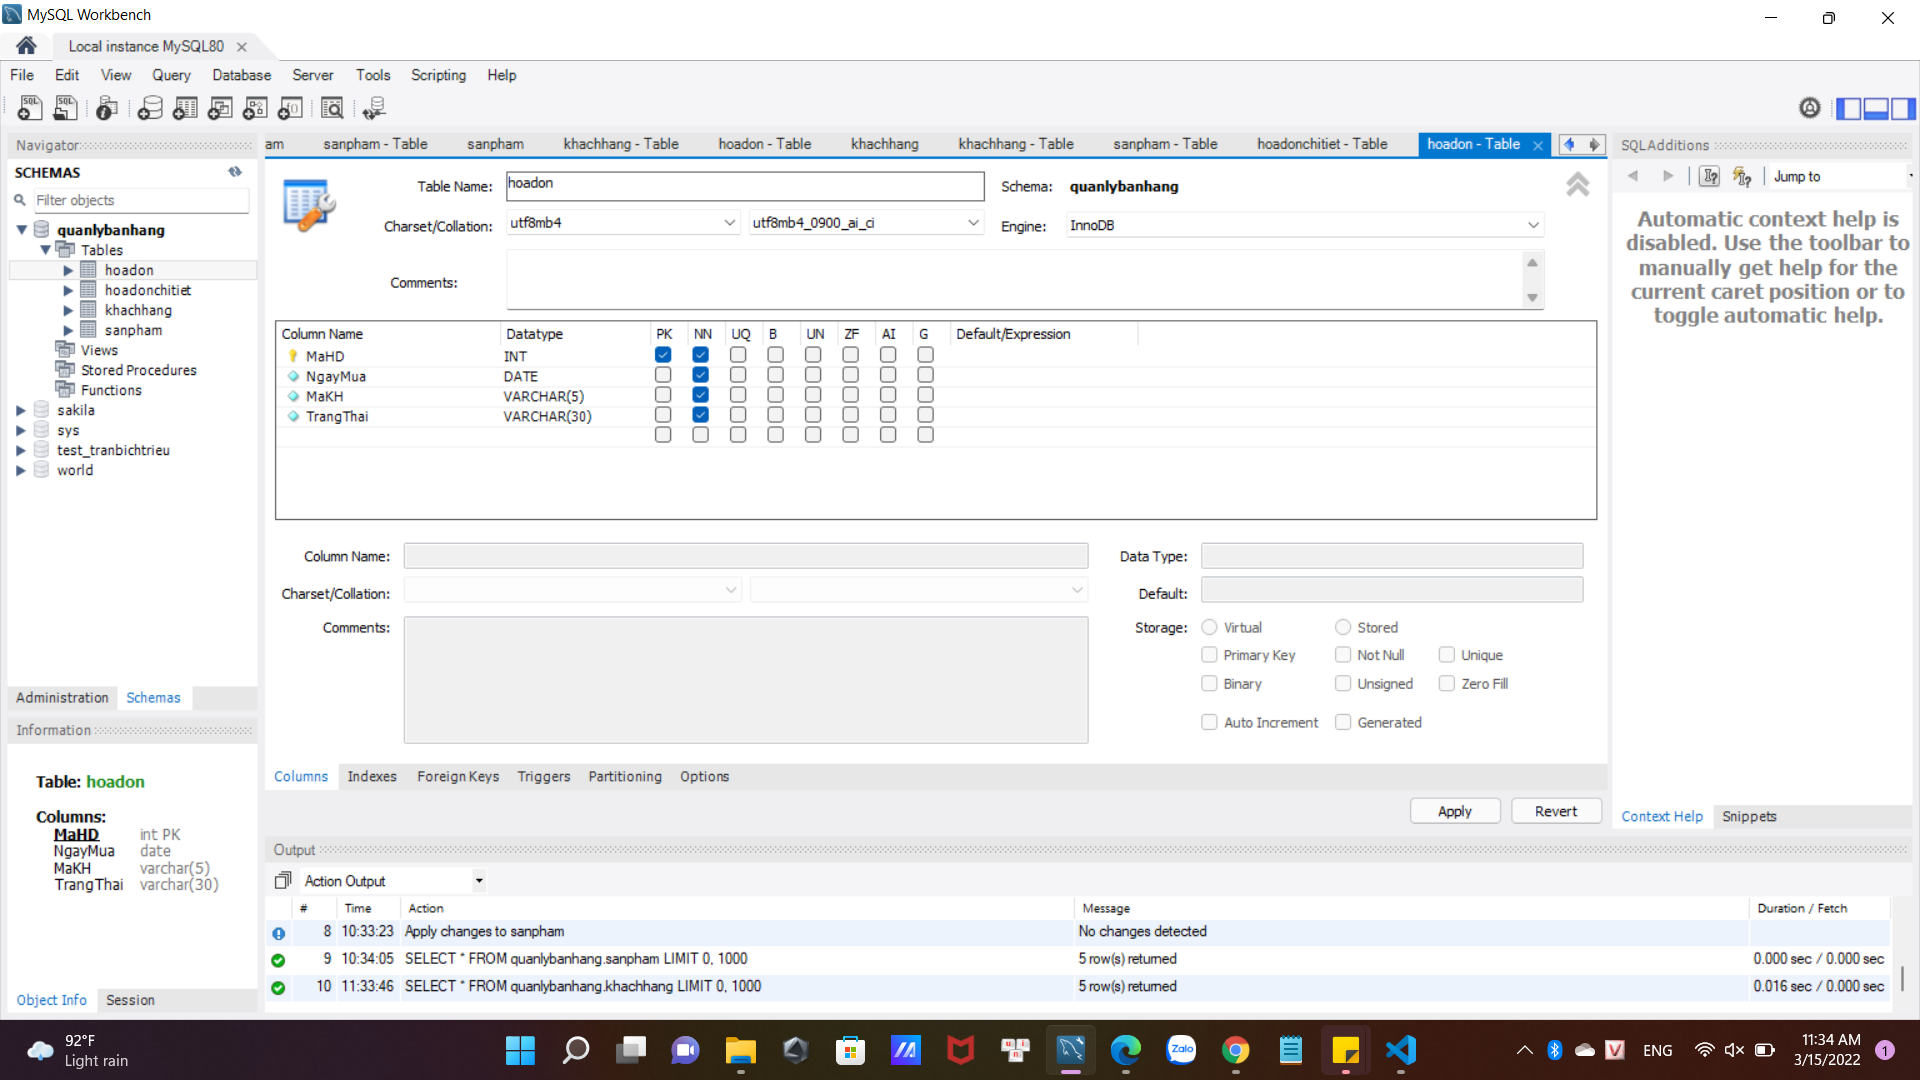 MySQL Workbench
Local instance MySQL80
File Edit View Query Database Server Tools Scripting Help
Navigator
SCHEMAS
Filter objects
quanlybanhang
Tables
hoadon
hoadonchitiet
khachhang
sanpham
Views
Stored Procedures
Functions
sakila
sys
test_tranbichtrieu
world
Administration Schemas
Information
Table: hoadon
Columns:
MaHD int PK
NgayMua date
MaKH varchar(5)
TrangThai varchar(30)
Object Info Session
am sanpham - Table sanpham khachhang - Table hoadon - Table khachhang khachhang - Table sanpham - Table hoadonchitiet - Table hoadon - Table
Table Name: hoadon Schema: quanlybanhang
Charset/Collation: utf8mb4 utf8mb4_0900_ai_ci Engine: InnoDB
Comments:
Column Name Datatype PK NN UQ B UN ZF AI G Default/Expression
MaHD INT
NgayMua DATE
MaKH VARCHAR(5)
TrangThai VARCHAR(30)
Column Name: Data Type:
Charset/Collation: Default:
Comments: Storage: Virtual Stored
Primary Key Not Null Unique
Binary Unsigned Zero Fill
Auto Increment Generated
Columns Indexes Foreign Keys Triggers Partitioning Options
Apply Revert
SQLAdditions
Jump to
Automatic context help is
disabled. Use the toolbar to
manually get help for the
current caret position or to
toggle automatic help.
Context Help Snippets
Output
Action Output
# Time Action Message Duration / Fetch
8 10:33:23 Apply changes to sanpham No changes detected
9 10:34:05 SELECT * FROM quanlybanhang.sanpham LIMIT 0, 1000 5 row(s) returned 0.000 sec / 0.000 sec
10 11:33:46 SELECT * FROM quanlybanhang.khachhang LIMIT 0, 1000 5 row(s) returned 0.016 sec / 0.000 sec
92°F
Light rain
Zalo
ENG
11:34 AM
3/15/2022
1